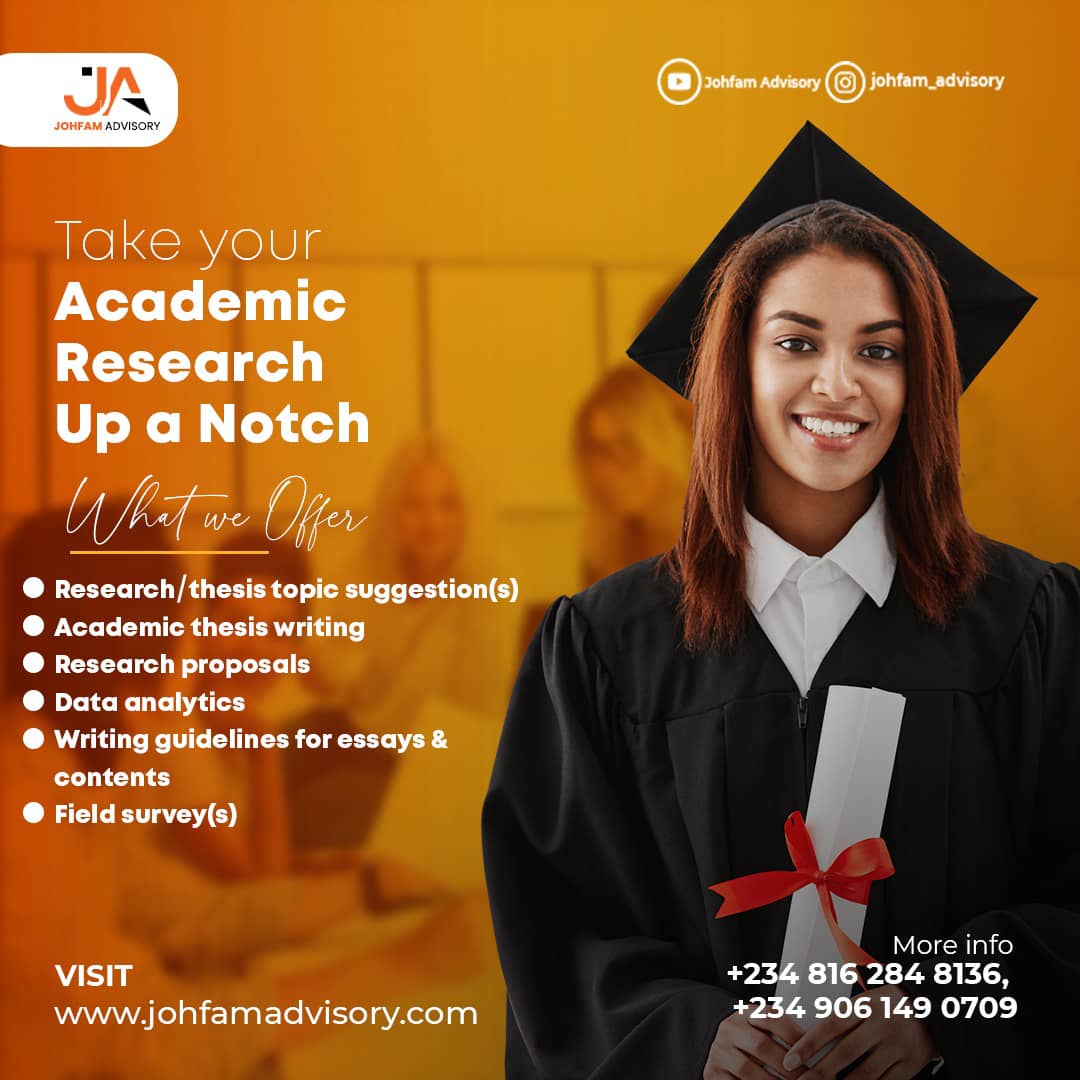 JA
JOHFAM ADVISORY
Johfam Advisory johfam_advisory
Take your
Academic
Research
Up a Notch
What we Offer
Research/thesis topic suggestion(s)
Academic thesis writing
Research proposals
Data analytics
Writing guidelines for essays &
contents
Field survey(s)
VISIT
www.johfamadvisory.com
More info
+234 816 284 8136,
+234 906 149 0709